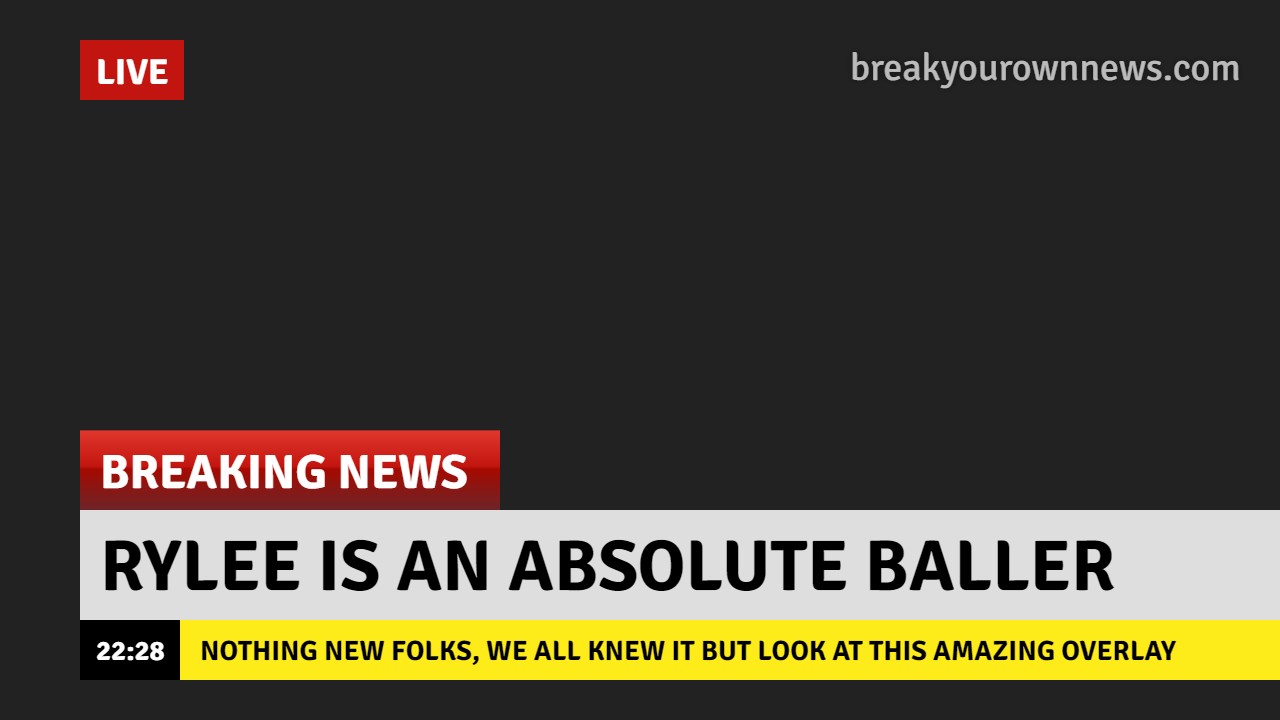 LIVE
breakyourownnews.com
BREAKING NEWS
RYLEE IS AN ABSOLUTE BALLER
22:28
NOTHING NEW FOLKS, WE ALL KNEW IT BUT LOOK AT THIS AMAZING OVERLAY